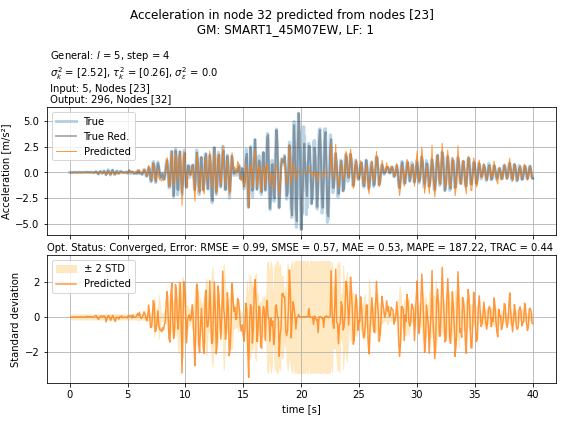 Acceleration in node 32 predicted from nodes [23]
GM: SMART1_45M07EW, LF: 1
General: l = 5, step = 4
σ²ₖ = [2.52], τ²ₖ = [0.26], σ²ε = 0.0
Input: 5, Nodes [23]
Output: 296, Nodes [32]
Acceleration [m/s²]
5.0
2.5
0.0
−2.5
−5.0
True
True Red.
Predicted
Opt. Status: Converged, Error: RMSE = 0.99, SMSE = 0.57, MAE = 0.53, MAPE = 187.22, TRAC = 0.44
Standard deviation
2
0
−2
± 2 STD
Predicted
0 5 10 15 20 25 30 35 40
time [s]